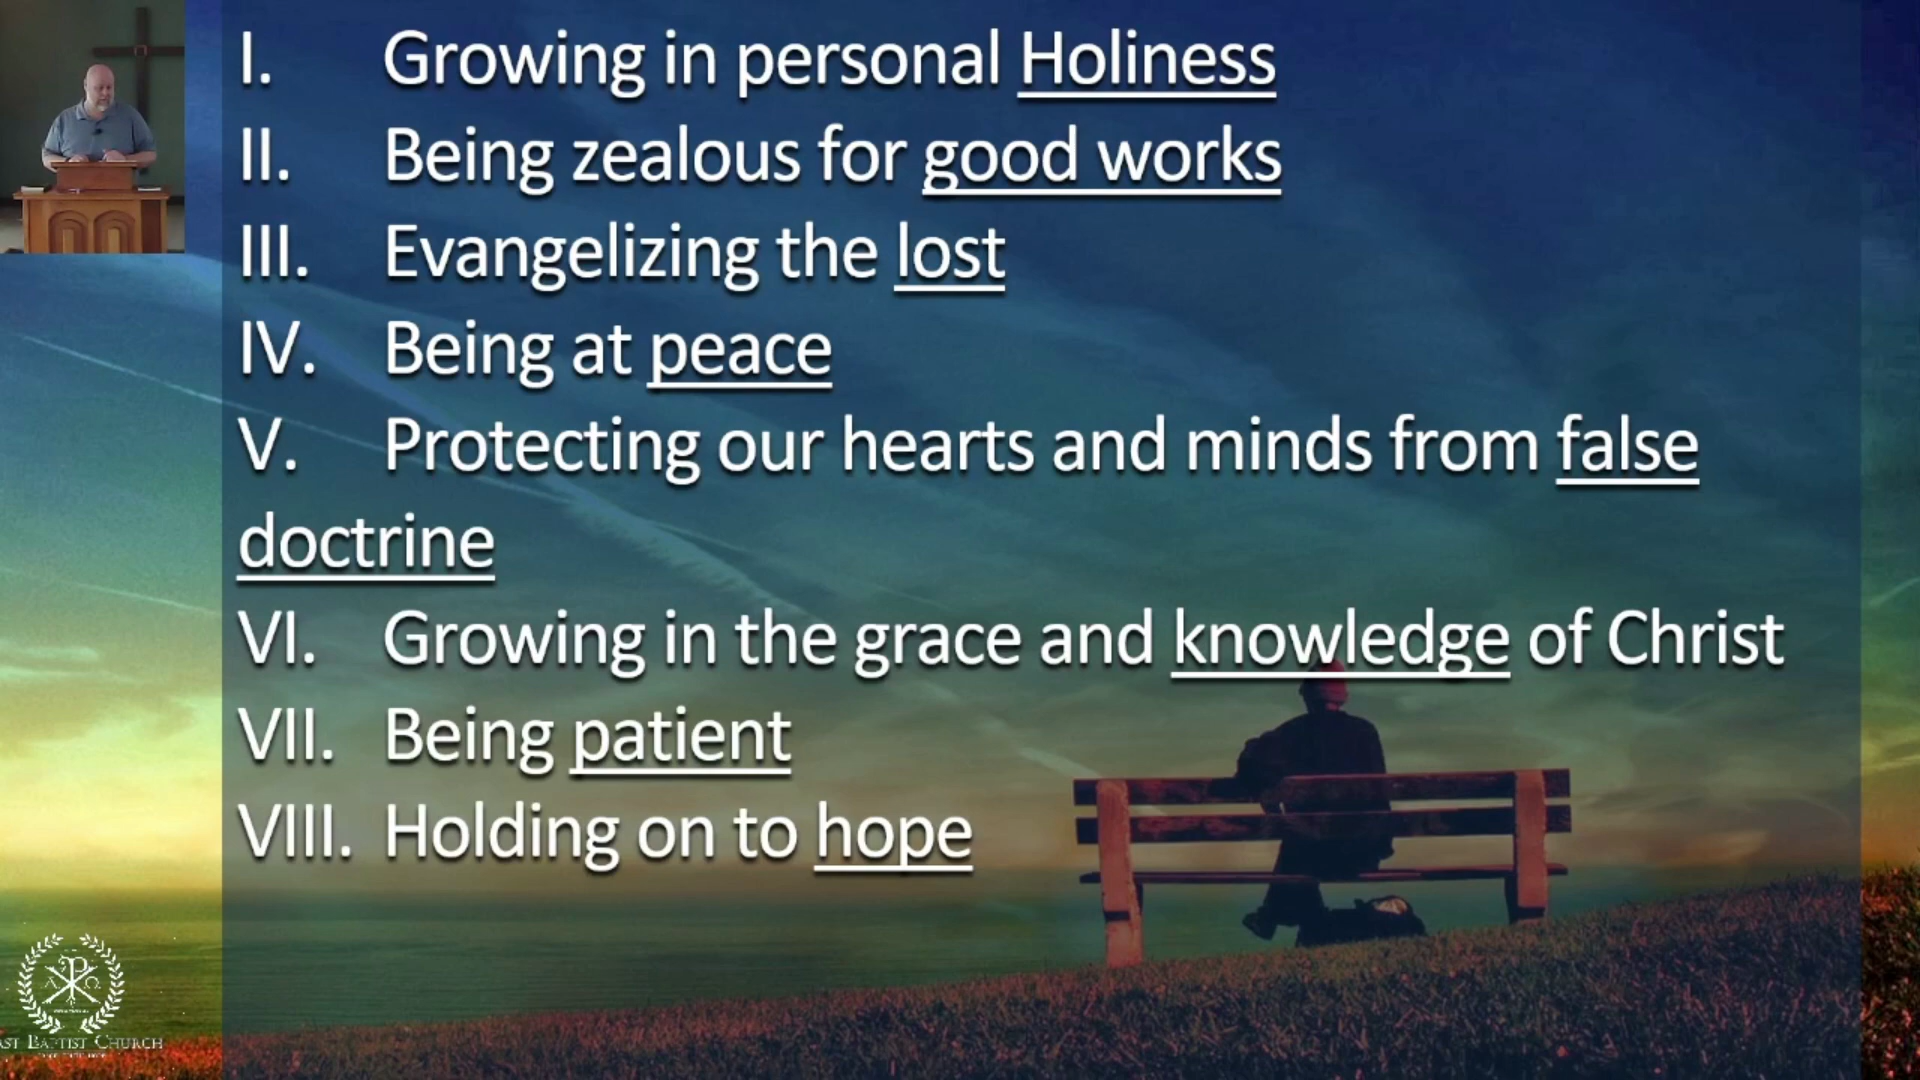 I. Growing in personal Holiness
II. Being zealous for good works
III. Evangelizing the lost
IV. Being at peace
V. Protecting our hearts and minds from false
doctrine
VI. Growing in the grace and knowledge of Christ
VII. Being patient
VIII. Holding on to hope
Baptist Church